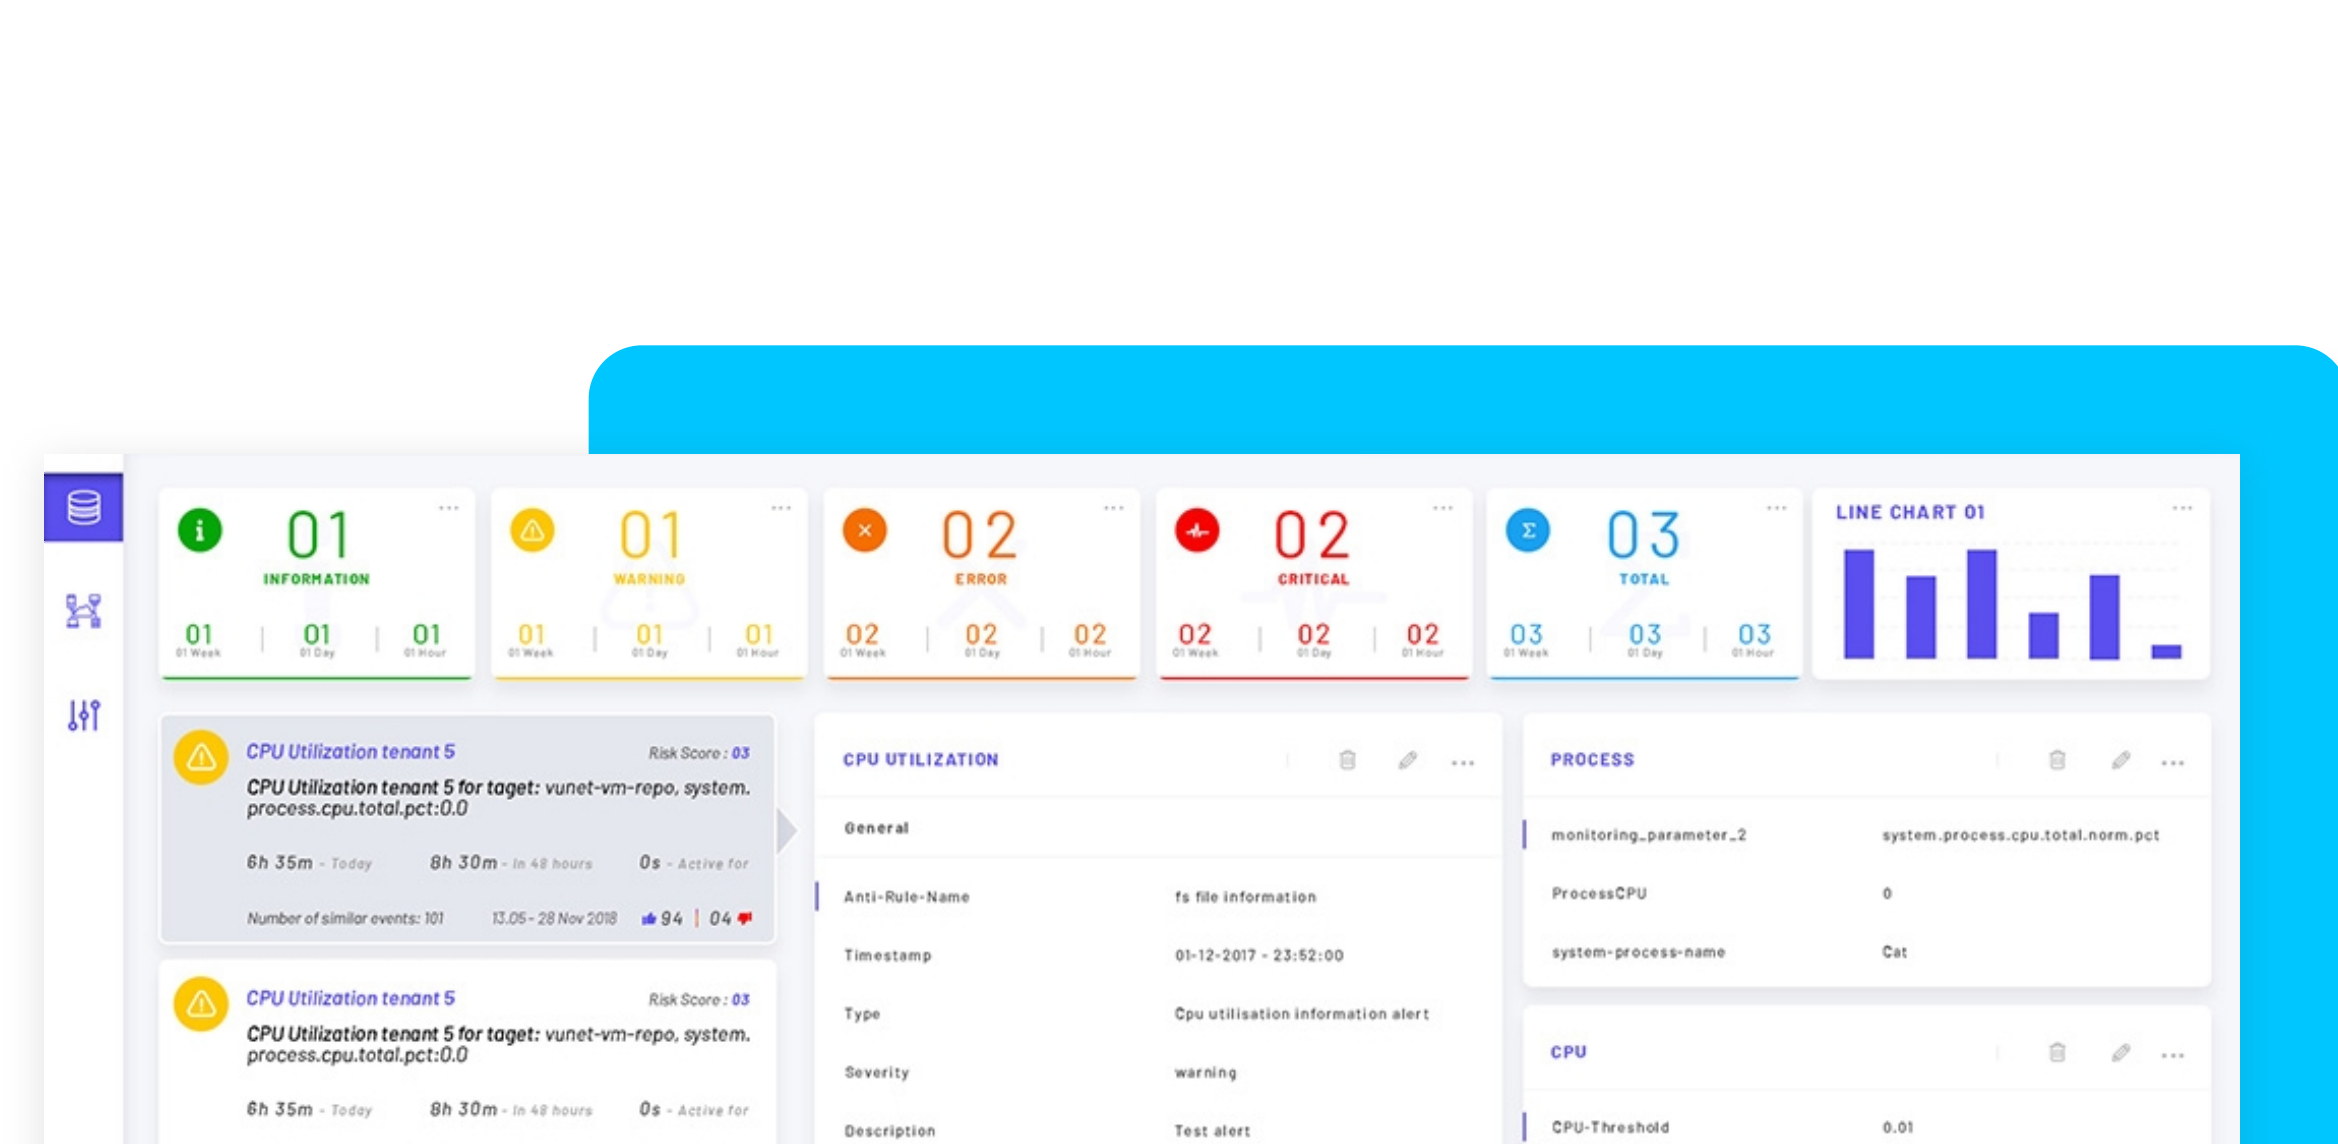 01
INFORMATION
01
01 Week
01
01 Day
01
01 Hour
01
WARNING
01
01 Week
01
01 Day
01
01 Hour
02
ERROR
02
01 Week
02
01 Day
02
01 Hour
02
CRITICAL
02
01 Week
02
01 Day
02
01 Hour
Σ
03
TOTAL
03
01 Week
03
01 Day
03
01 Hour
LINE CHART 01
CPU Utilization tenant 5
Risk Score : 03
CPU Utilization tenant 5 for taget: vunet-vm-repo, system.
process.cpu.total.pct:0.0
6h 35m - Today
8h 30m - In 48 hours
0s - Active for
Number of similar events: 101
13.05 - 28 Nov 2018
94 | 04
CPU Utilization tenant 5
Risk Score : 03
CPU Utilization tenant 5 for taget: vunet-vm-repo, system.
process.cpu.total.pct:0.0
6h 35m - Today
8h 30m - In 48 hours
0s - Active for
CPU UTILIZATION
General
Anti-Rule-Name
fs file information
Timestamp
01-12-2017 - 23:52:00
Type
Cpu utilisation information alert
Severity
warning
Description
Test alert
PROCESS
monitoring_parameter_2
system.process.cpu.total.norm.pct
ProcessCPU
0
system-process-name
Cat
CPU
CPU-Threshold
0.01